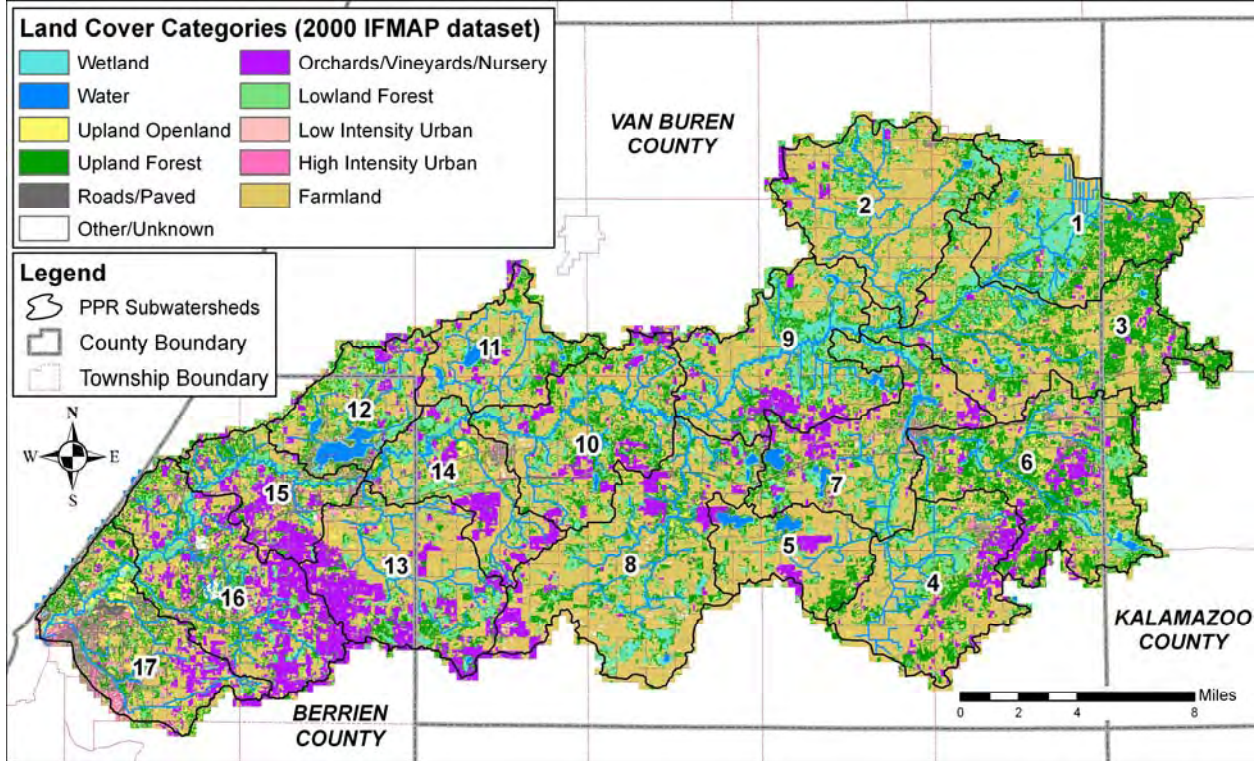 Land Cover Categories (2000 IFMAP dataset)
Wetland
Water
Upland Openland
Upland Forest
Roads/Paved
Other/Unknown
Orchards/Vineyards/Nursery
Lowland Forest
Low Intensity Urban
High Intensity Urban
Farmland
Legend
PPR Subwatersheds
County Boundary
Township Boundary
N
W
E
S
VAN BUREN
COUNTY
2
1
3
9
11
12
10
14
6
15
7
5
13
8
4
16
17
KALAMAZOO
COUNTY
BERRIEN
COUNTY
Miles
0 2 4 8